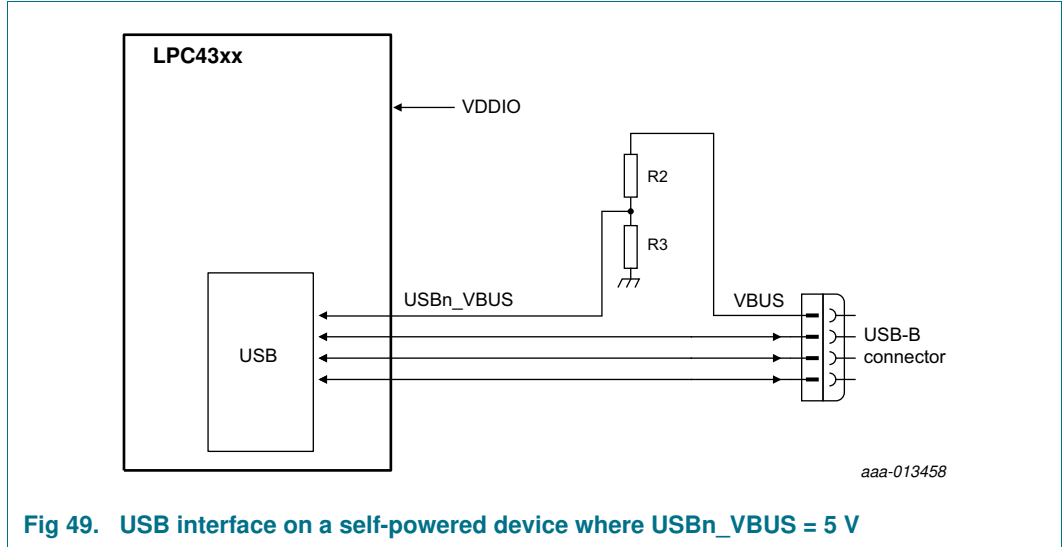 LPC43xx
VDDIO
R2
R3
USBn_VBUS
VBUS
USB
USB-B
connector
aaa-013458
Fig 49. USB interface on a self-powered device where USBn_VBUS = 5 V